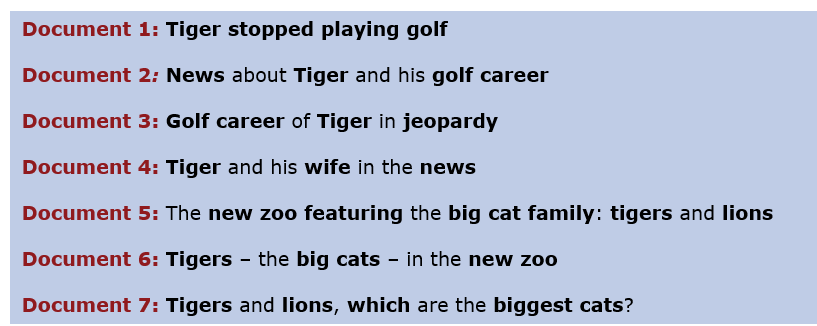 Document 1: Tiger stopped playing golf
Document 2: News about Tiger and his golf career
Document 3: Golf career of Tiger in jeopardy
Document 4: Tiger and his wife in the news
Document 5: The new zoo featuring the big cat family: tigers and lions
Document 6: Tigers – the big cats – in the new zoo
Document 7: Tigers and lions, which are the biggest cats?